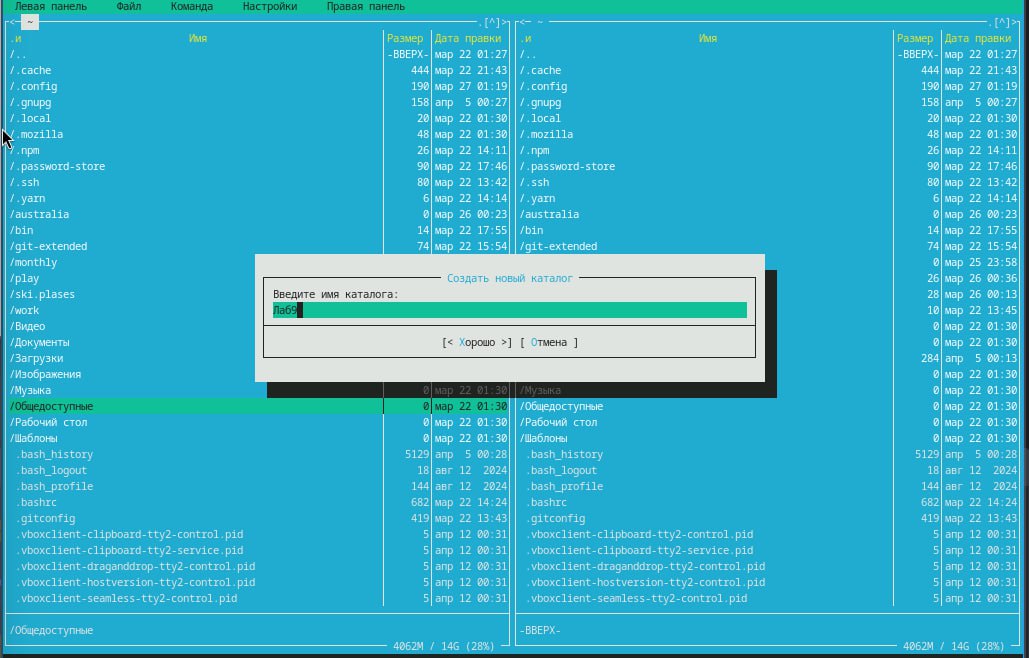 Левая панель Файл Команда Настройки Правая панель
<- ~ .[^]> <- ~ .[^]>
.и Имя Размер Дата правки .и Имя Размер Дата правки
/.. -ВВЕРХ- мар 22 01:27 /.. -ВВЕРХ- мар 22 01:27
/.cache 444 мар 22 21:43 /.cache 444 мар 22 21:43
/.config 190 мар 27 01:19 /.config 190 мар 27 01:19
/.gnupg 158 апр 5 00:27 /.gnupg 158 апр 5 00:27
/.local 20 мар 22 01:30 /.local 20 мар 22 01:30
/.mozilla 48 мар 22 01:30 /.mozilla 48 мар 22 01:30
/.npm 26 мар 22 14:11 /.npm 26 мар 22 14:11
/.password-store 90 мар 22 17:46 /.password-store 90 мар 22 17:46
/.ssh 80 мар 22 13:42 /.ssh 80 мар 22 13:42
/.yarn 6 мар 22 14:14 /.yarn 6 мар 22 14:14
/australia 0 мар 26 00:23 /australia 0 мар 26 00:23
/bin 14 мар 22 17:55 /bin 14 мар 22 17:55
/git-extended 74 мар 22 15:54 /git-extended 74 мар 22 15:54
/monthly 0 мар 25 23:58
/play Создать новый каталог 26 мар 26 00:36
/ski.plases Введите имя каталога: 28 мар 26 00:13
/work Лаб9 10 мар 22 13:45
/Видео 0 мар 22 01:30
/Документы [< Хорошо >] [ Отмена ] 0 мар 22 01:30
/Загрузки 284 апр 5 00:13
/Изображения 0 мар 22 01:30
/Музыка 0 мар 22 01:30 /Музыка 0 мар 22 01:30
/Общедоступные 0 мар 22 01:30 /Общедоступные 0 мар 22 01:30
/Рабочий стол 0 мар 22 01:30 /Рабочий стол 0 мар 22 01:30
/Шаблоны 0 мар 22 01:30 /Шаблоны 0 мар 22 01:30
.bash_history 5129 апр 5 00:28 .bash_history 5129 апр 5 00:28
.bash_logout 18 авг 12 2024 .bash_logout 18 авг 12 2024
.bash_profile 144 авг 12 2024 .bash_profile 144 авг 12 2024
.bashrc 682 мар 22 14:24 .bashrc 682 мар 22 14:24
.gitconfig 419 мар 22 13:43 .gitconfig 419 мар 22 13:43
.vboxclient-clipboard-tty2-control.pid 5 апр 12 00:31 .vboxclient-clipboard-tty2-control.pid 5 апр 12 00:31
.vboxclient-clipboard-tty2-service.pid 5 апр 12 00:31 .vboxclient-clipboard-tty2-service.pid 5 апр 12 00:31
.vboxclient-draganddrop-tty2-control.pid 5 апр 12 00:31 .vboxclient-draganddrop-tty2-control.pid 5 апр 12 00:31
.vboxclient-hostversion-tty2-control.pid 5 апр 12 00:31 .vboxclient-hostversion-tty2-control.pid 5 апр 12 00:31
.vboxclient-seamless-tty2-control.pid 5 апр 12 00:31 .vboxclient-seamless-tty2-control.pid 5 апр 12 00:31
/Общедоступные -ВВЕРХ-
4062M / 14G (28%) 4062M / 14G (28%)